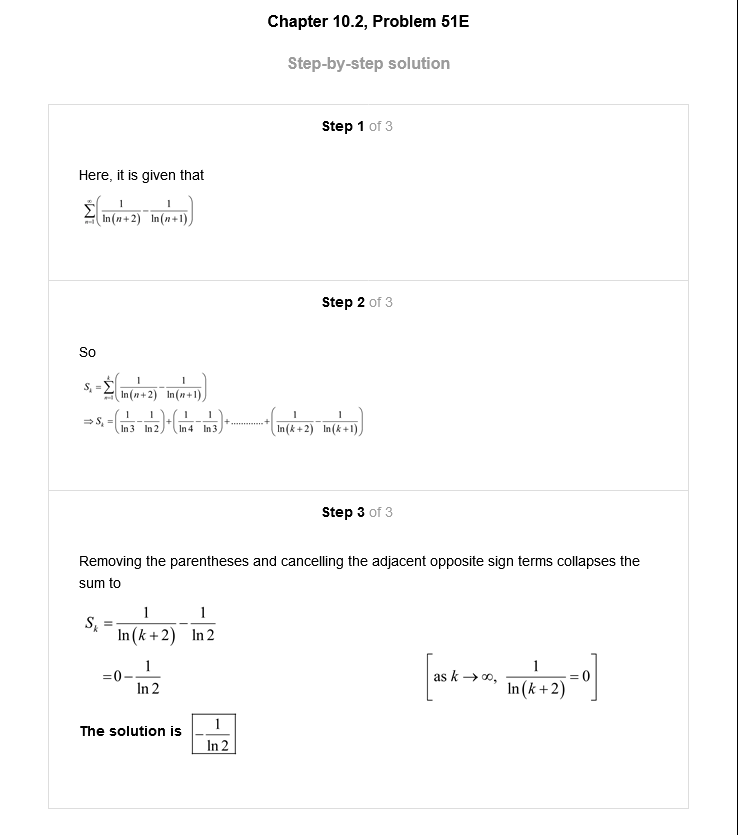 Chapter 10.2, Problem 51E
Step-by-step solution
Step 1 of 3
Here, it is given that
\sum_{n=1}^{\infty}\left(\frac{1}{\ln(n+2)}-\frac{1}{\ln(n+1)}\right)
Step 2 of 3
So
S_k=\sum_{n=1}^{k}\left(\frac{1}{\ln(n+2)}-\frac{1}{\ln(n+1)}\right)
\Rightarrow S_k=\left(\frac{1}{\ln 3}-\frac{1}{\ln 2}\right)+\left(\frac{1}{\ln 4}-\frac{1}{\ln 3}\right)+.............+\left(\frac{1}{\ln(k+2)}-\frac{1}{\ln(k+1)}\right)
Step 3 of 3
Removing the parentheses and cancelling the adjacent opposite sign terms collapses the
sum to
S_k=\frac{1}{\ln(k+2)}-\frac{1}{\ln 2}
=0-\frac{1}{\ln 2} \left[\text{as } k\to\infty, \frac{1}{\ln(k+2)}=0\right]
The solution is -\frac{1}{\ln 2}